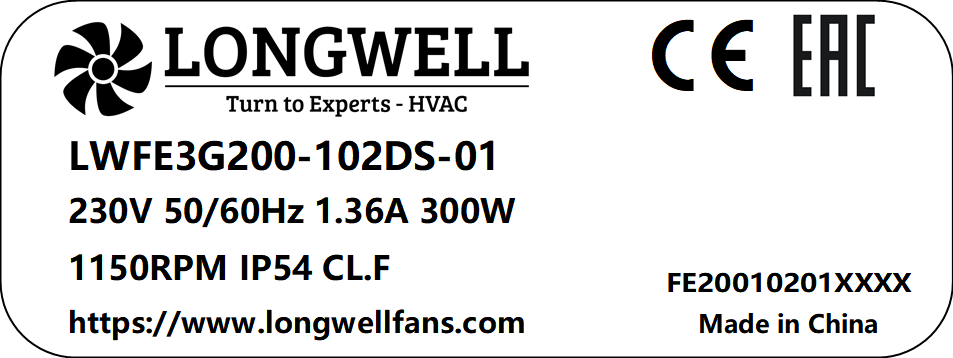 LONGWELL
Turn to Experts - HVAC
CE EAC
LWFE3G200-102DS-01
230V 50/60Hz 1.36A 300W
1150RPM IP54 CL.F
https://www.longwellfans.com
FE20010201XXXX
Made in China